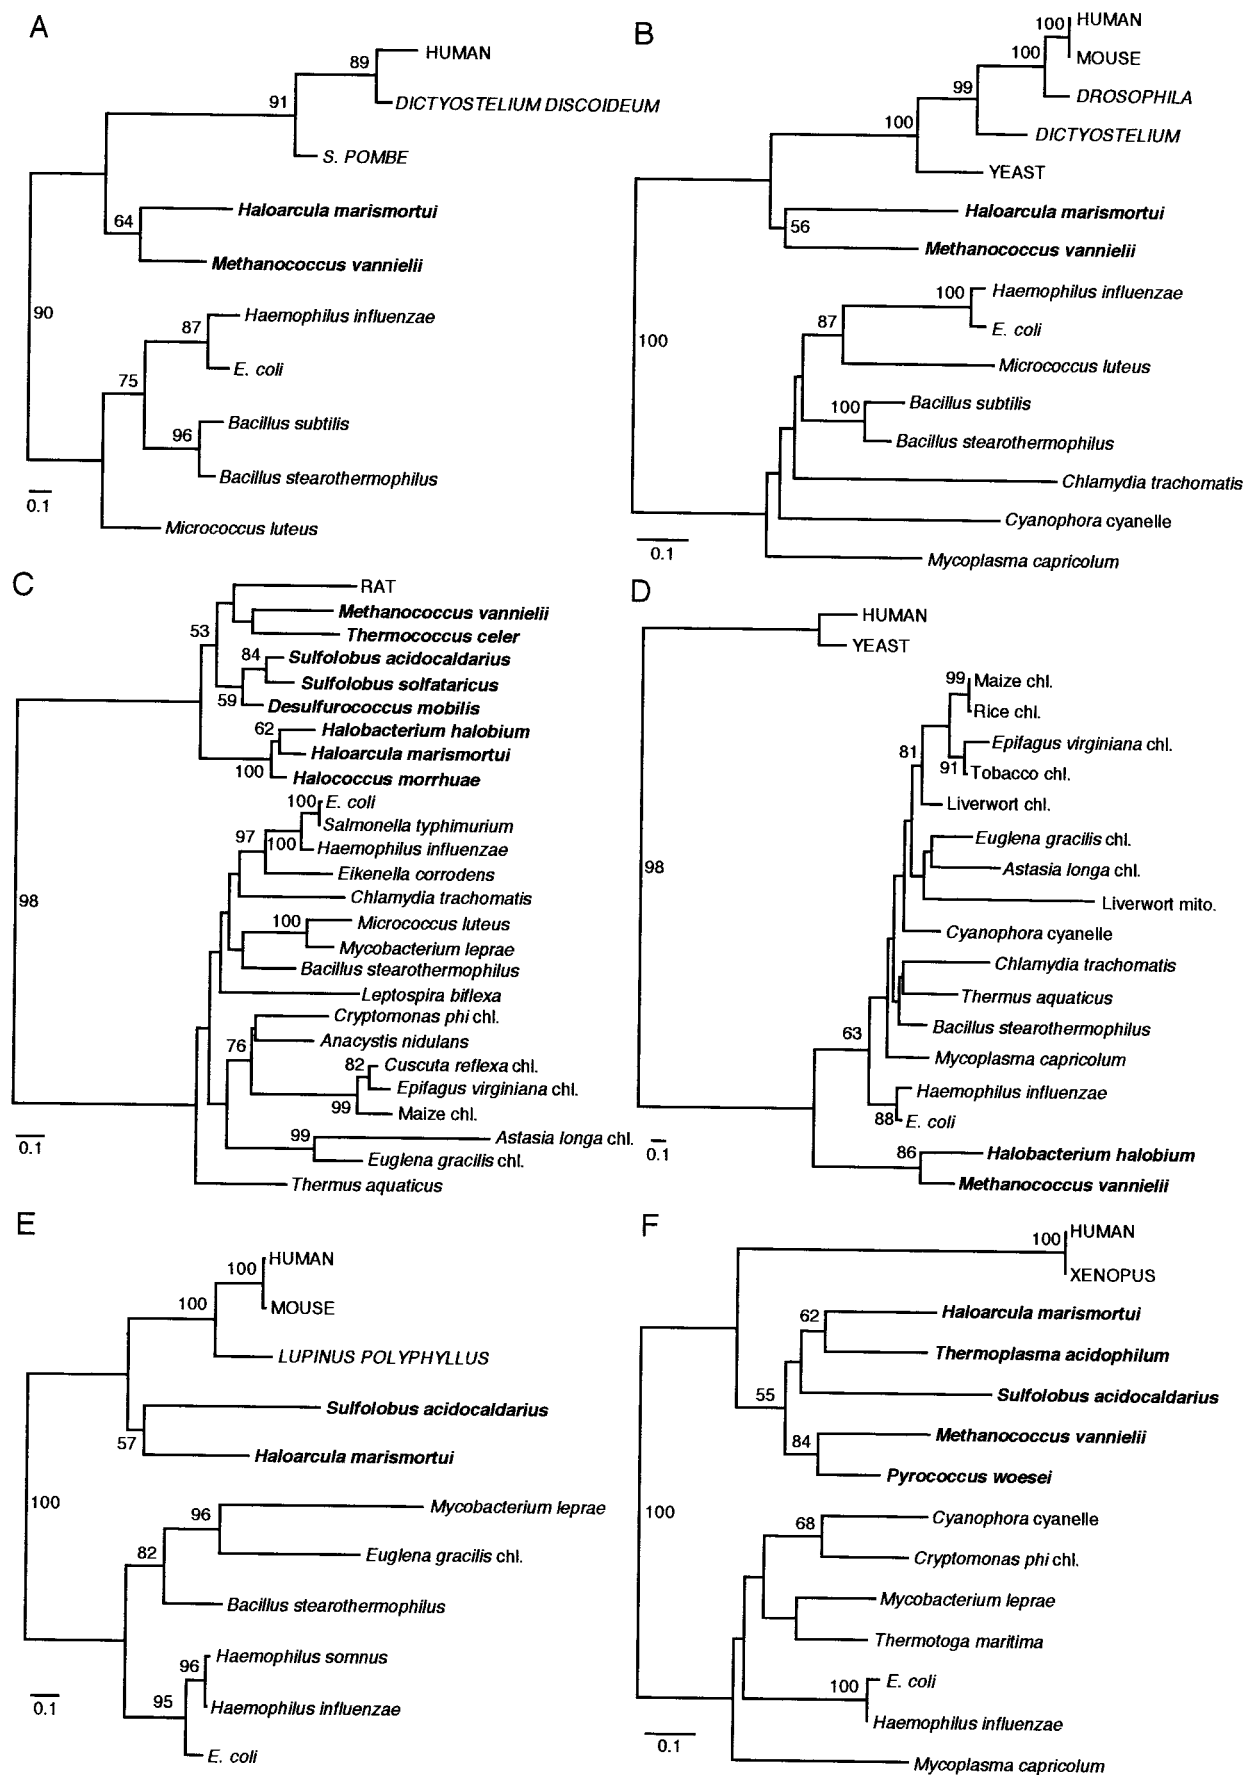 A
89
HUMAN
DICTYOSTELIUM DISCOIDEUM
91
S. POMBE
64
Haloarcula marismortui
Methanococcus vannielii
90
87
Haemophilus influenzae
E. coli
75
96
Bacillus subtilis
Bacillus stearothermophilus
0.1
Micrococcus luteus
B
100
HUMAN
100
MOUSE
99
DROSOPHILA
100
DICTYOSTELIUM
YEAST
Haloarcula marismortui
56
Methanococcus vannielii
100
Haemophilus influenzae
87
E. coli
100
Micrococcus luteus
Bacillus subtilis
100
Bacillus stearothermophilus
Chlamydia trachomatis
Cyanophora cyanelle
0.1
Mycoplasma capricolum
C
RAT
Methanococcus vannielii
53
Thermococcus celer
84
Sulfolobus acidocaldarius
Sulfolobus solfataricus
59
Desulfurococcus mobilis
62
Halobacterium halobium
Haloarcula marismortui
100
Halococcus morrhuae
100
E. coli
Salmonella typhimurium
97
100
Haemophilus influenzae
Eikenella corrodens
98
Chlamydia trachomatis
100
Micrococcus luteus
Mycobacterium leprae
Bacillus stearothermophilus
Leptospira biflexa
Cryptomonas phi chl.
76
Anacystis nidulans
82
Cuscuta reflexa chl.
Epifagus virginiana chl.
99
Maize chl.
0.1
99
Astasia longa chl.
Euglena gracilis chl.
Thermus aquaticus
D
HUMAN
YEAST
99
Maize chl.
Rice chl.
81
Epifagus virginiana chl.
91
Tobacco chl.
Liverwort chl.
Euglena gracilis chl.
98
Astasia longa chl.
Liverwort mito.
Cyanophora cyanelle
Chlamydia trachomatis
Thermus aquaticus
63
Bacillus stearothermophilus
Mycoplasma capricolum
Haemophilus influenzae
88
E. coli
0.1
86
Halobacterium halobium
Methanococcus vannielii
E
100
HUMAN
100
MOUSE
LUPINUS POLYPHYLLUS
Sulfolobus acidocaldarius
57
Haloarcula marismortui
100
96
Mycobacterium leprae
82
Euglena gracilis chl.
Bacillus stearothermophilus
96
Haemophilus somnus
0.1
95
Haemophilus influenzae
E. coli
F
100
HUMAN
XENOPUS
62
Haloarcula marismortui
Thermoplasma acidophilum
55
Sulfolobus acidocaldarius
84
Methanococcus vannielii
Pyrococcus woesei
100
68
Cyanophora cyanelle
Cryptomonas phi chl.
Mycobacterium leprae
Thermotoga maritima
100
E. coli
0.1
Haemophilus influenzae
Mycoplasma capricolum